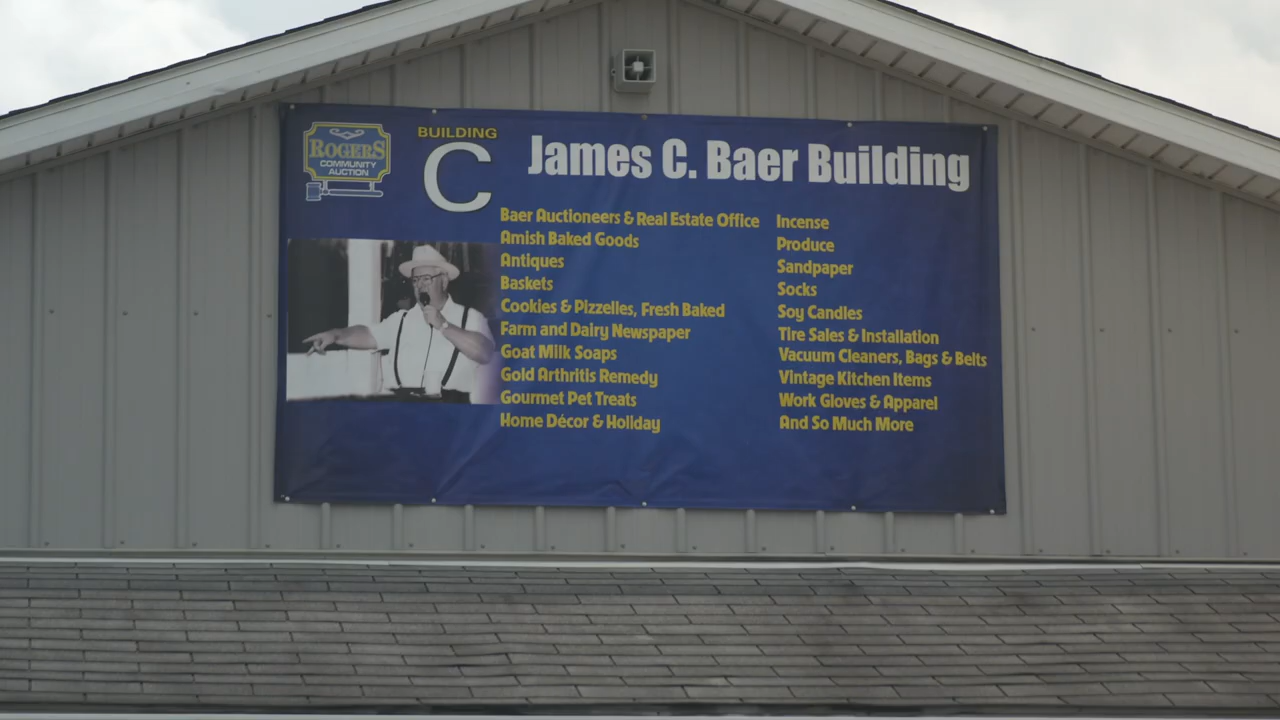 ROGERS
COMMUNITY
AUCTION
BUILDING
C
James C. Baer Building
Baer Auctioneers & Real Estate Office
Amish Baked Goods
Antiques
Baskets
Cookies & Pizzelles, Fresh Baked
Farm and Dairy Newspaper
Goat Milk Soaps
Gold Arthritis Remedy
Gourmet Pet Treats
Home Décor & Holiday
Incense
Produce
Sandpaper
Socks
Soy Candles
Tire Sales & Installation
Vacuum Cleaners, Bags & Belts
Vintage Kitchen Items
Work Gloves & Apparel
And So Much More